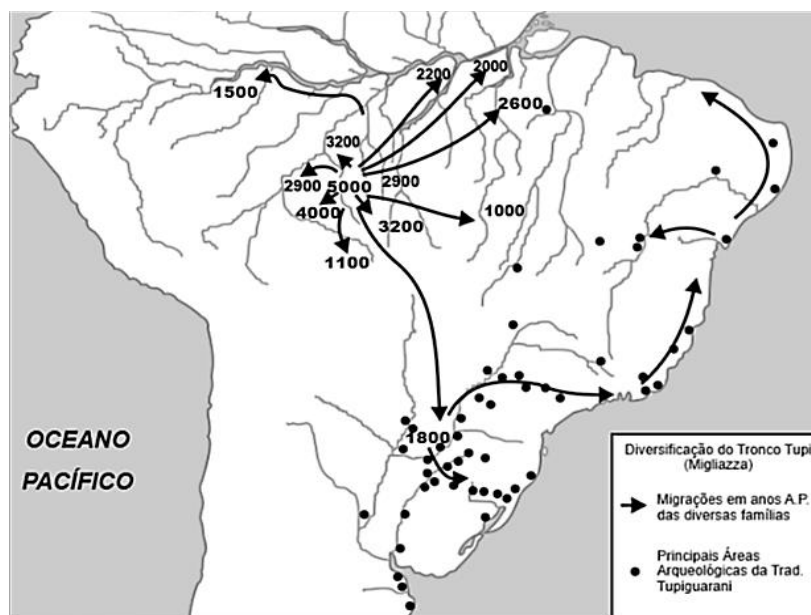 2200
2000
1500
2600
3200
2900
5000
2900
4000
3200
1000
1100
1800
OCEANO
PACÍFICO
Diversificação do Tronco Tupi
(Migliazza)
Migrações em anos A.P.
das diversas famílias
Principais Áreas
Arqueológicas da Trad.
Tupiguarani